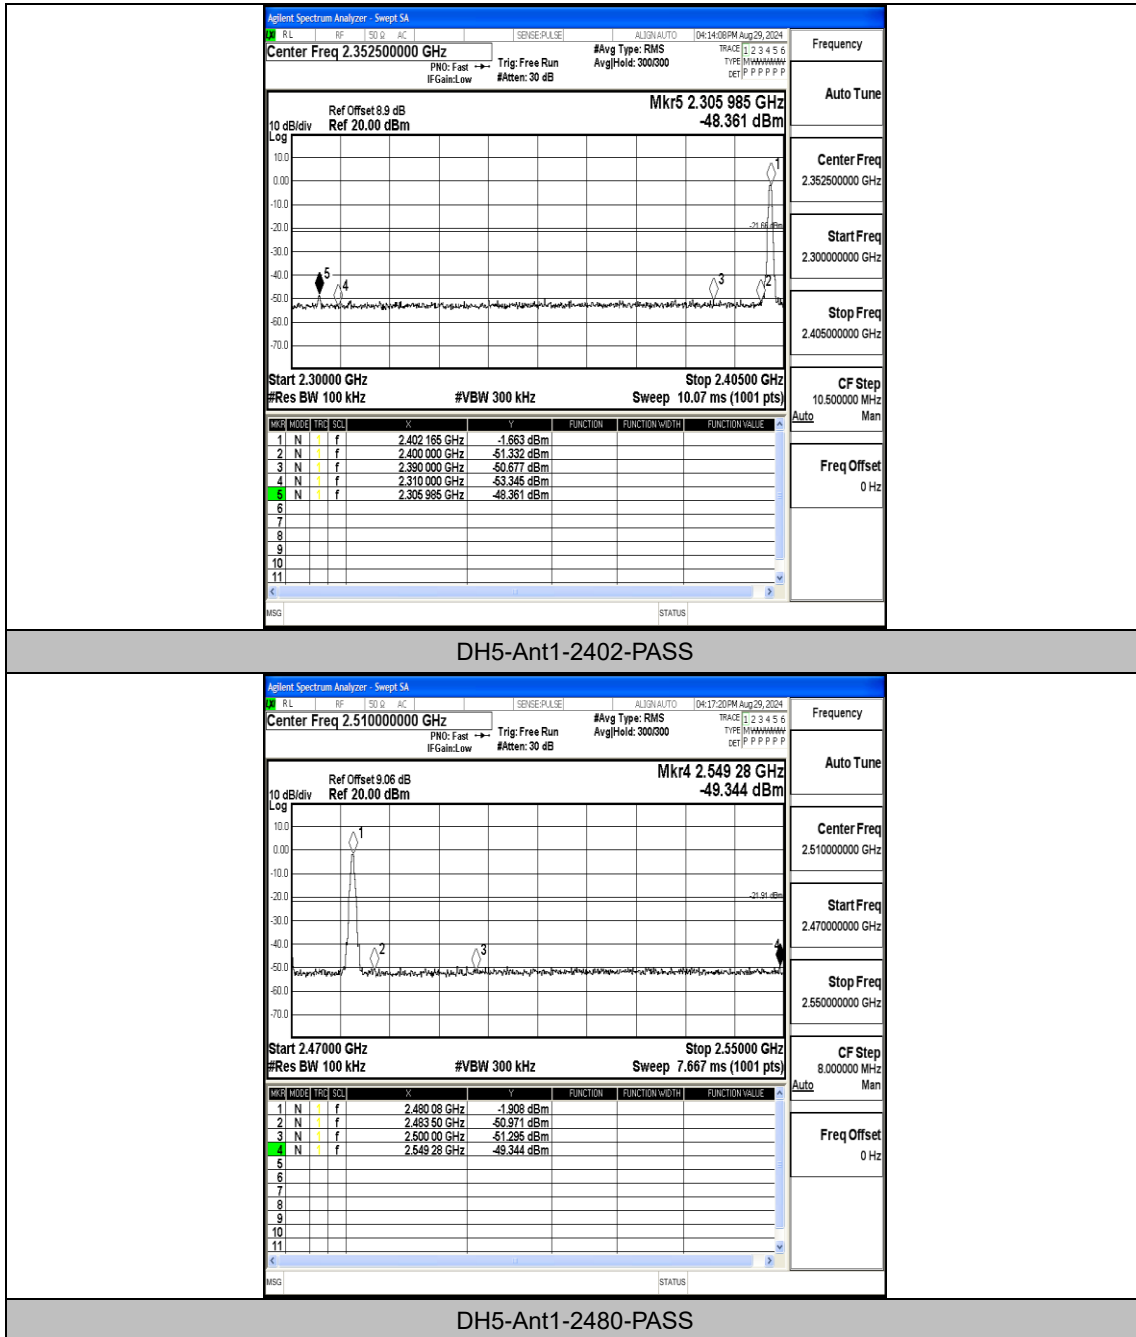 Agilent Spectrum Analyzer - Swept SA
RL RF 50 Ω AC SENSE:PULSE ALIGN AUTO 04:14:08 PM Aug 29, 2024
Center Freq 2.352500000 GHz
PNO: Fast
IFGain:Low
Trig: Free Run
#Atten: 30 dB
#Avg Type: RMS
Avg|Hold: 300/300
TRACE 1 2 3 4 5 6
TYPE MWWWWW
DET P P P P P P
Frequency
Auto Tune
Center Freq
2.352500000 GHz
Start Freq
2.300000000 GHz
Stop Freq
2.405000000 GHz
CF Step
10.500000 MHz
Auto Man
Freq Offset
0 Hz
Mkr5 2.305 985 GHz
-48.361 dBm
Ref Offset 8.9 dB
10 dB/div Ref 20.00 dBm
Log
10.0
0.00
-10.0
-20.0
-30.0
-40.0
-50.0
-60.0
-70.0
1
-21.66 dBm
5
4
3
2
Start 2.30000 GHz Stop 2.40500 GHz
#Res BW 100 kHz #VBW 300 kHz Sweep 10.07 ms (1001 pts)
MKR MODE TRC SCL X Y FUNCTION FUNCTION WIDTH FUNCTION VALUE
1 N 1 f 2.402 165 GHz -1.663 dBm
2 N 1 f 2.400 000 GHz -51.332 dBm
3 N 1 f 2.390 000 GHz -50.677 dBm
4 N 1 f 2.310 000 GHz -53.345 dBm
5 N 1 f 2.305 985 GHz -48.361 dBm
6
7
8
9
10
11
MSG STATUS
DH5-Ant1-2402-PASS
Agilent Spectrum Analyzer - Swept SA
RL RF 50 Ω AC SENSE:PULSE ALIGN AUTO 04:17:20 PM Aug 29, 2024
Center Freq 2.510000000 GHz
PNO: Fast
IFGain:Low
Trig: Free Run
#Atten: 30 dB
#Avg Type: RMS
Avg|Hold: 300/300
TRACE 1 2 3 4 5 6
TYPE MWWWWW
DET P P P P P P
Frequency
Auto Tune
Center Freq
2.510000000 GHz
Start Freq
2.470000000 GHz
Stop Freq
2.550000000 GHz
CF Step
8.000000 MHz
Auto Man
Freq Offset
0 Hz
Mkr4 2.549 28 GHz
-49.344 dBm
Ref Offset 9.06 dB
10 dB/div Ref 20.00 dBm
Log
10.0
0.00
-10.0
-20.0
-30.0
-40.0
-50.0
-60.0
-70.0
1
-21.91 dBm
2
3
4
Start 2.47000 GHz Stop 2.55000 GHz
#Res BW 100 kHz #VBW 300 kHz Sweep 7.667 ms (1001 pts)
MKR MODE TRC SCL X Y FUNCTION FUNCTION WIDTH FUNCTION VALUE
1 N 1 f 2.480 08 GHz -1.908 dBm
2 N 1 f 2.483 50 GHz -50.971 dBm
3 N 1 f 2.500 00 GHz -51.295 dBm
4 N 1 f 2.549 28 GHz -49.344 dBm
5
6
7
8
9
10
11
MSG STATUS
DH5-Ant1-2480-PASS